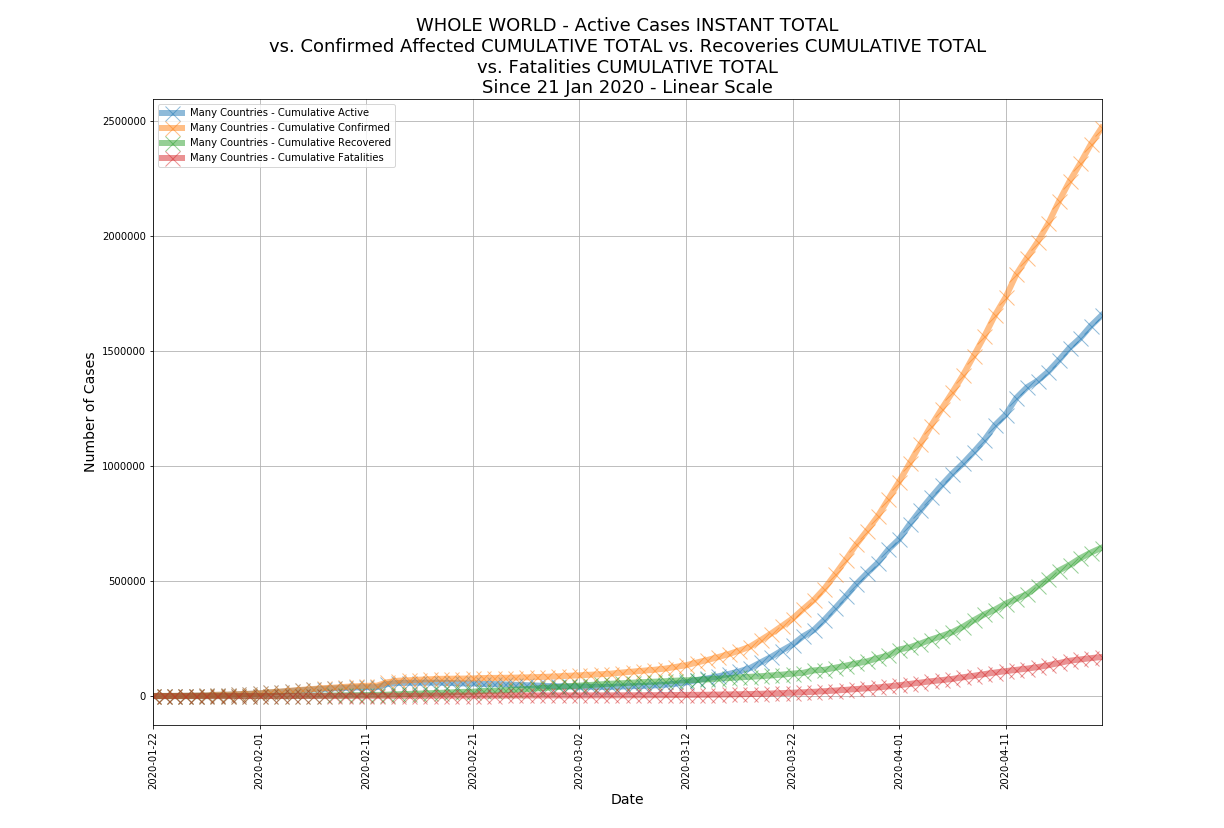 WHOLE WORLD - Active Cases INSTANT TOTAL
vs. Confirmed Affected CUMULATIVE TOTAL vs. Recoveries CUMULATIVE TOTAL
vs. Fatalities CUMULATIVE TOTAL
Since 21 Jan 2020 - Linear Scale
Many Countries - Cumulative Active
Many Countries - Cumulative Confirmed
Many Countries - Cumulative Recovered
Many Countries - Cumulative Fatalities
Number of Cases
2500000
2000000
1500000
1000000
500000
0
2020-01-22
2020-02-01
2020-02-11
2020-02-21
2020-03-02
2020-03-12
2020-03-22
2020-04-01
2020-04-11
Date